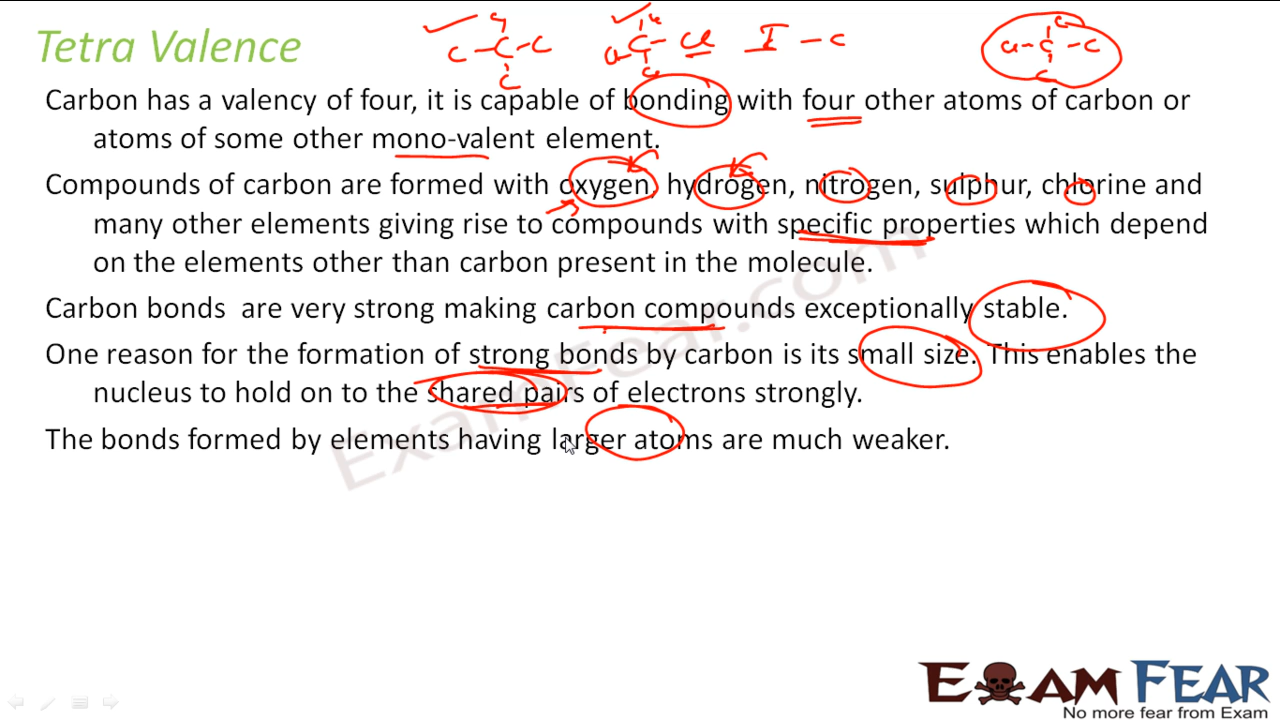 Tetra Valence
Carbon has a valency of four, it is capable of bonding with four other atoms of carbon or
atoms of some other mono-valent element.
Compounds of carbon are formed with oxygen, hydrogen, nitrogen, sulphur, chlorine and
many other elements giving rise to compounds with specific properties which depend
on the elements other than carbon present in the molecule.
Carbon bonds are very strong making carbon compounds exceptionally stable.
One reason for the formation of strong bonds by carbon is its small size. This enables the
nucleus to hold on to the shared pairs of electrons strongly.
The bonds formed by elements having larger atoms are much weaker.
ExamFear.com
EXAM FEAR
No more fear from Exam